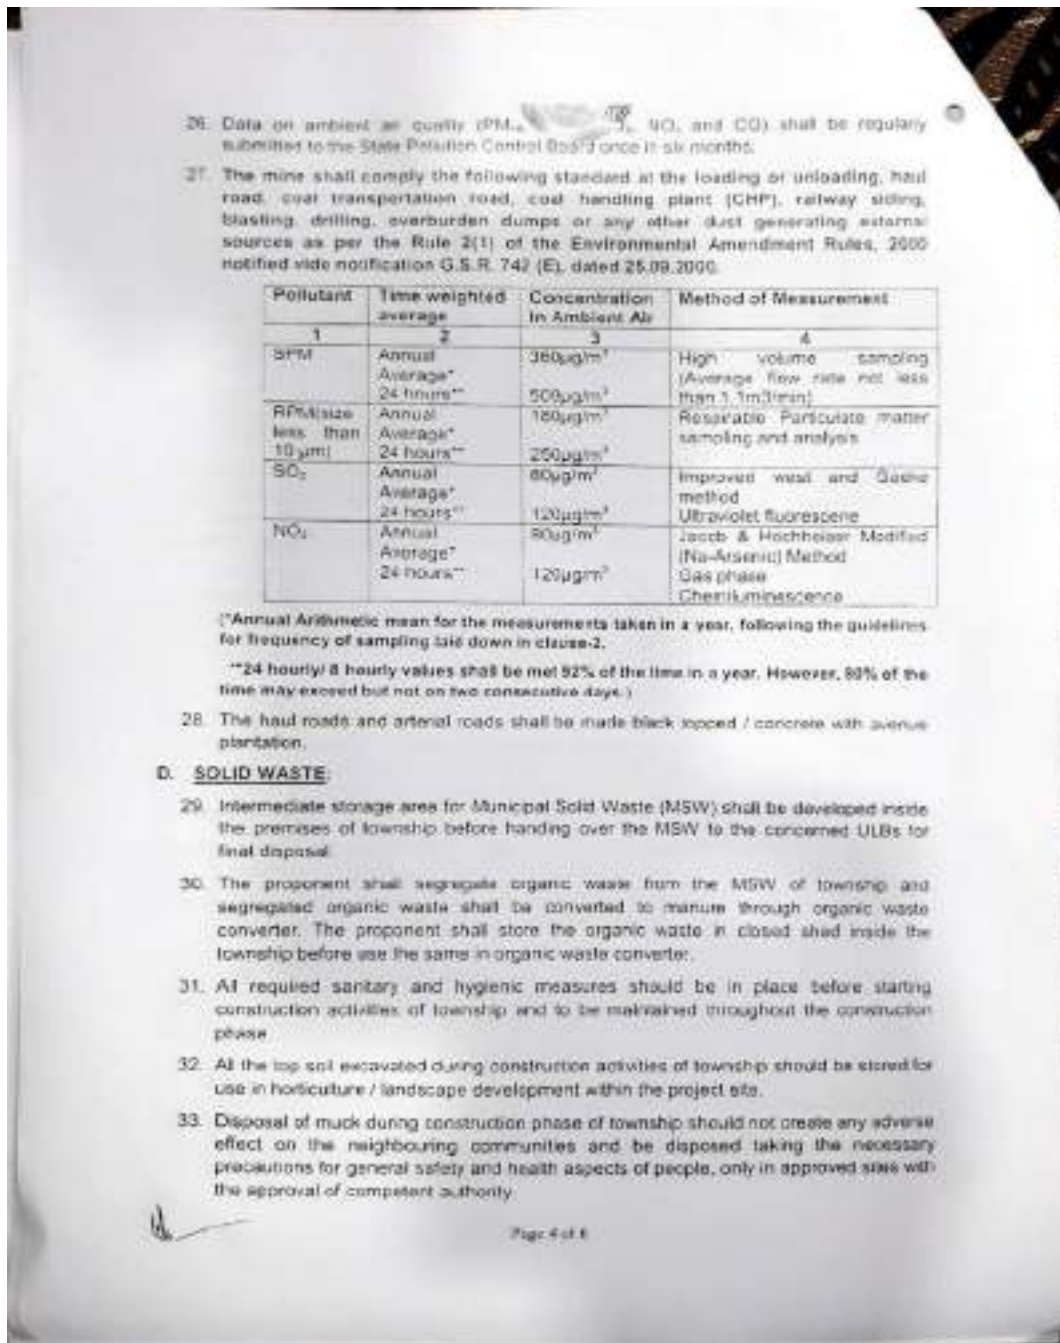 26. Data on ambient air quality (PM NOx and CO) shall be regularly
submitted to the State Pollution Control Board once in six months.
27. The mine shall comply the following standard at the loading or unloading, haul
road, coal transportation road, coal handling plant (CHP), railway siding,
blasting, drilling, overburden dumps or any other dust generating external
sources as per the Rule 2(1) of the Environmental Amendment Rules, 2000
notified vide notification G.S.R. 742 (E), dated 25.09.2000.
Pollutant Time weighted average Concentration In Ambient Air Method of Measurement
1 2 3 4
SPM Annual Average* 360µg/m³ High volume sampling
24 hours** 500µg/m³ (Average flow rate not less than 1.1m3/min)
RPM(size less than 10 µm) Annual Average* 180µg/m³ Respirable Particulate matter
24 hours** 250µg/m³ sampling and analysis
SO₂ Annual Average* 80µg/m³ Improved west and Gaeke method
24 hours** 120µg/m³ Ultraviolet fluorescene
NOₓ Annual Average* 80µg/m³ Jacob & Hochheiser Modified (Na-Arsenic) Method
24 hours** 120µg/m³ Gas phase Chemiluminescence
(*Annual Arithmetic mean for the measurements taken in a year, following the guidelines
for frequency of sampling laid down in clause-2.
**24 hourly/ 8 hourly values shall be met 92% of the time in a year. However, of the
time may exceed but not on two consecutive days.)
28. The haul roads and arterial roads shall be made black topped / concrete with avenue
plantation.
D. SOLID WASTE:
29. Intermediate storage area for Municipal Solid Waste (MSW) shall be developed inside
the premises of township before handing over the MSW to the concerned ULBs for
final disposal.
30. The proponent shall segregate organic waste from the MSW of township and
segregated organic waste shall be converted to manure through organic waste
converter. The proponent shall store the organic waste in closed shed inside the
township before use the same in organic waste converter.
31. All required sanitary and hygienic measures should be in place before starting
construction activities of township and to be maintained throughout the construction
phase.
32. All the top soil excavated during construction activities of township should be stored for
use in horticulture / landscape development within the project site.
33. Disposal of muck during construction phase of township should not create any adverse
effect on the neighbouring communities and be disposed taking the necessary
precautions for general safety and health aspects of people, only in approved sites with
the approval of competent authority.
Page 4 of 6